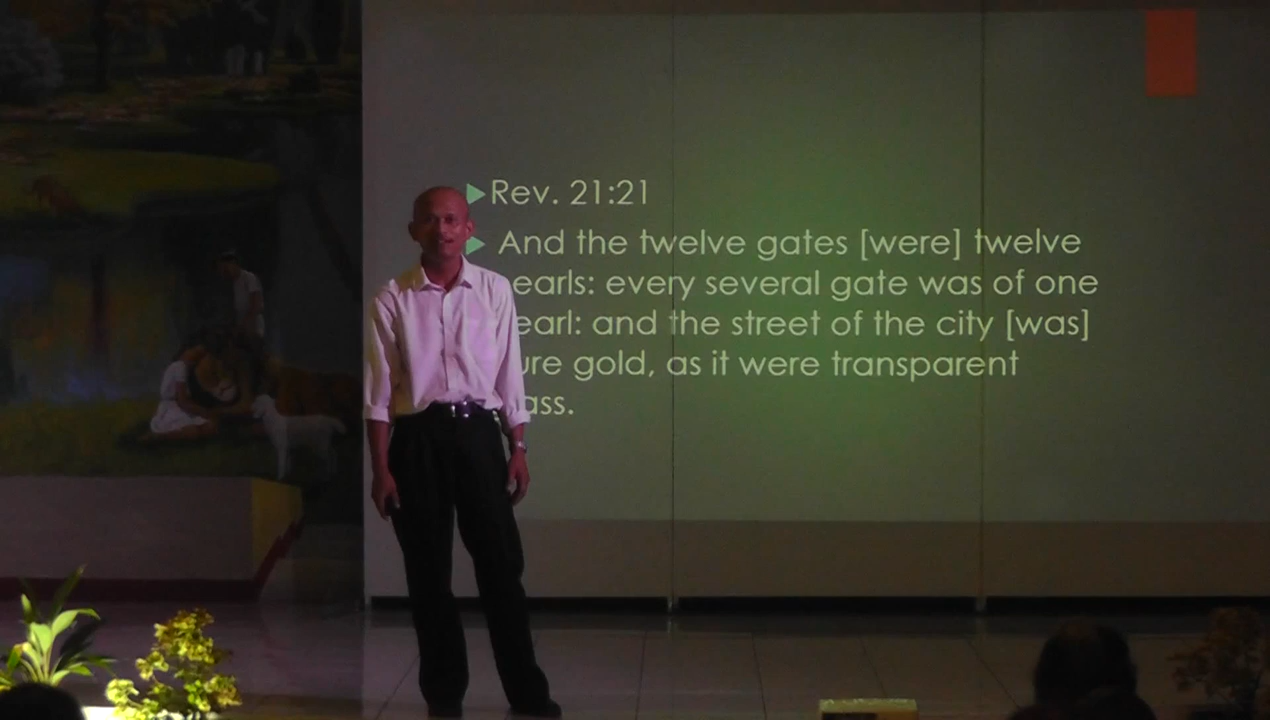 Rev. 21:21
And the twelve gates [were] twelve
earls: every several gate was of one
earl: and the street of the city [was]
ure gold, as it were transparent
ass.